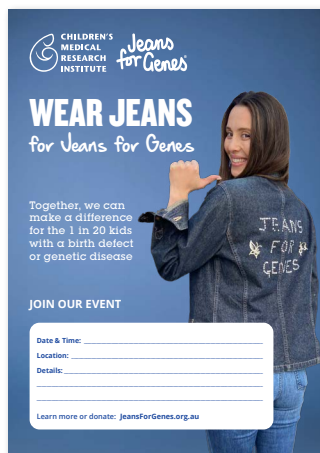 CHILDREN'S
MEDICAL
RESEARCH
INSTITUTE
Jeans
for Genes
WEAR JEANS
for Jeans for Genes
Together, we can
make a difference
for the 1 in 20 kids
with a birth defect
or genetic disease
JEANS
FOR
GENES
JOIN OUR EVENT
Date & Time:
Location:
Details:
Learn more or donate: JeansForGenes.org.au